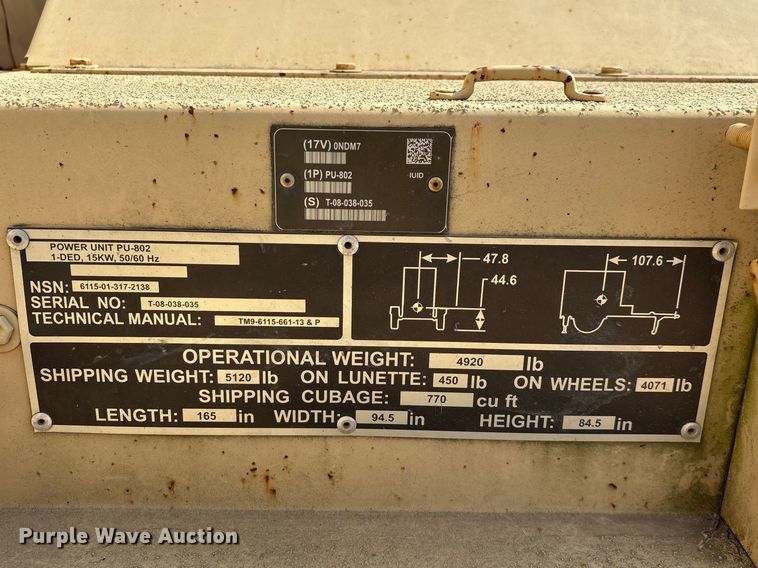 (17V) 0NDM7
(1P) PU-802
IUID
(S) T-08-038-035
POWER UNIT PU-802
1-DED, 15KW, 50/60 Hz
NSN: 6115-01-317-2138
SERIAL NO: T-08-038-035
TECHNICAL MANUAL: TM9-6115-661-13 & P
47.8
44.6
107.6
OPERATIONAL WEIGHT: 4920 lb
SHIPPING WEIGHT: 5120 lb ON LUNETTE: 450 lb ON WHEELS: 4071 lb
SHIPPING CUBAGE: 770 cu ft
LENGTH: 165 in WIDTH: 94.5 in HEIGHT: 84.5 in
Purple Wave Auction